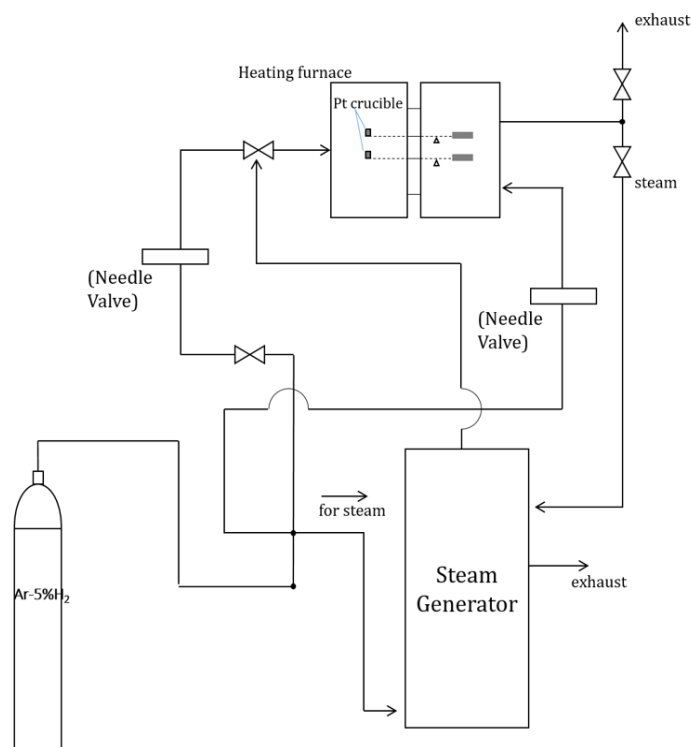 exhaust
Heating furnace
Pt crucible
steam
(Needle
Valve)
(Needle
Valve)
for steam
Steam
Generator
exhaust
Ar-5%H₂